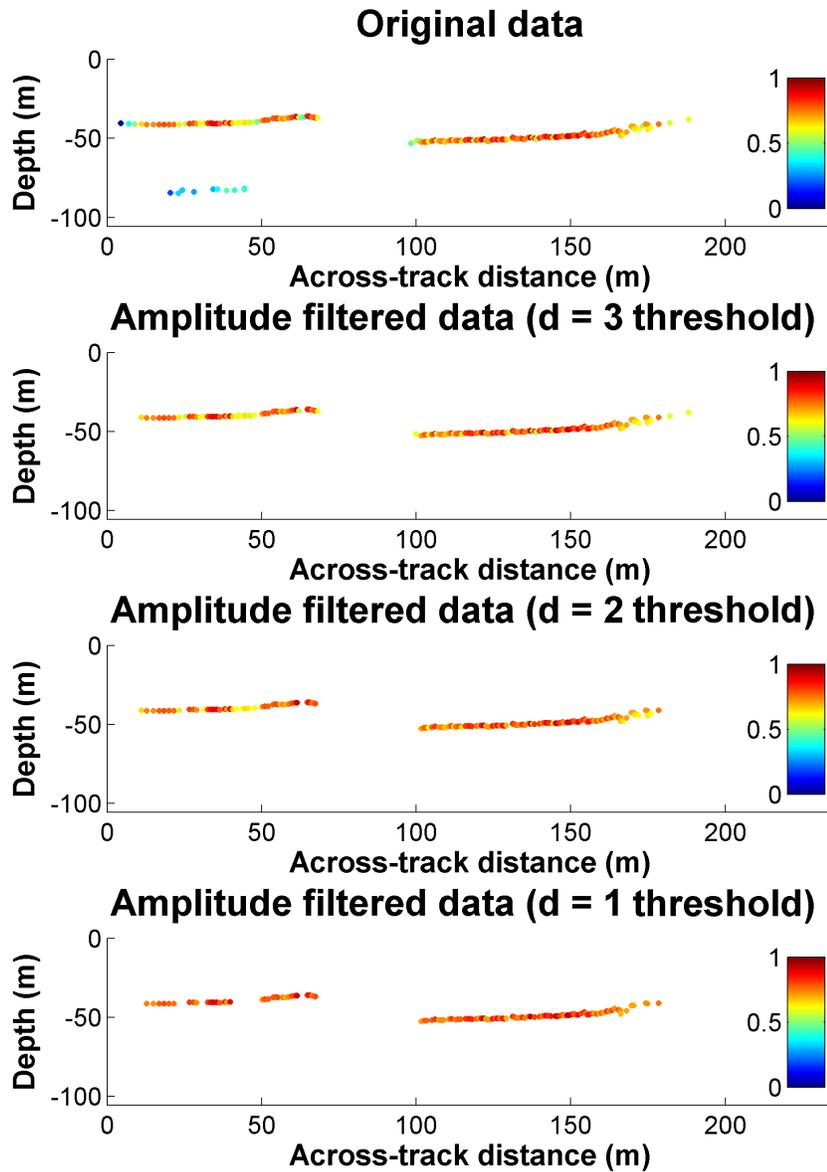 Original data
0
-50
-100
Depth (m)
0 50 100 150 200
Across-track distance (m)
1
0.5
0
Amplitude filtered data (d = 3 threshold)
0
-50
-100
Depth (m)
0 50 100 150 200
Across-track distance (m)
1
0.5
0
Amplitude filtered data (d = 2 threshold)
0
-50
-100
Depth (m)
0 50 100 150 200
Across-track distance (m)
1
0.5
0
Amplitude filtered data (d = 1 threshold)
0
-50
-100
Depth (m)
0 50 100 150 200
Across-track distance (m)
1
0.5
0